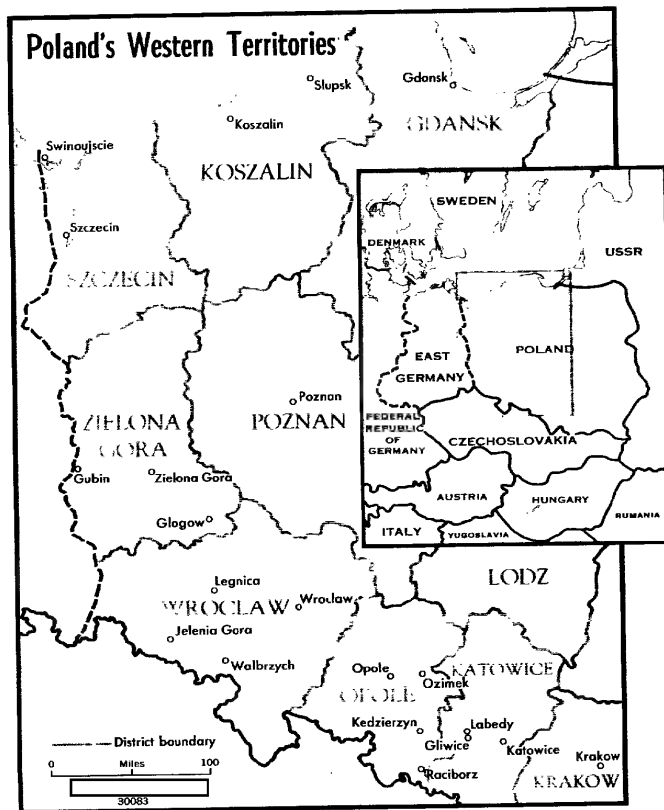 Poland's Western Territories
Slupsk
Gdansk
Koszalin
GDANSK
Swinoujscie
KOSZALIN
Szczecin
SZCZECIN
SWEDEN
DENMARK
USSR
EAST
GERMANY
POLAND
FEDERAL
REPUBLIC
OF
GERMANY
CZECHOSLOVAKIA
AUSTRIA
HUNGARY
RUMANIA
ITALY
YUGOSLAVIA
Poznan
ZIELONA
GORA
POZNAN
Gubin
Zielona Gora
Glogow
LODZ
Legnica
WROCLAW
Wroclaw
Jelenia Gora
Walbrzych
Opole
KATOWICE
Ozimek
OPOLE
Kedzierzyn
Labedy
Gliwice
Katowice
Raciborz
Krakow
KRAKOW
District boundary
0 Miles 100
30083